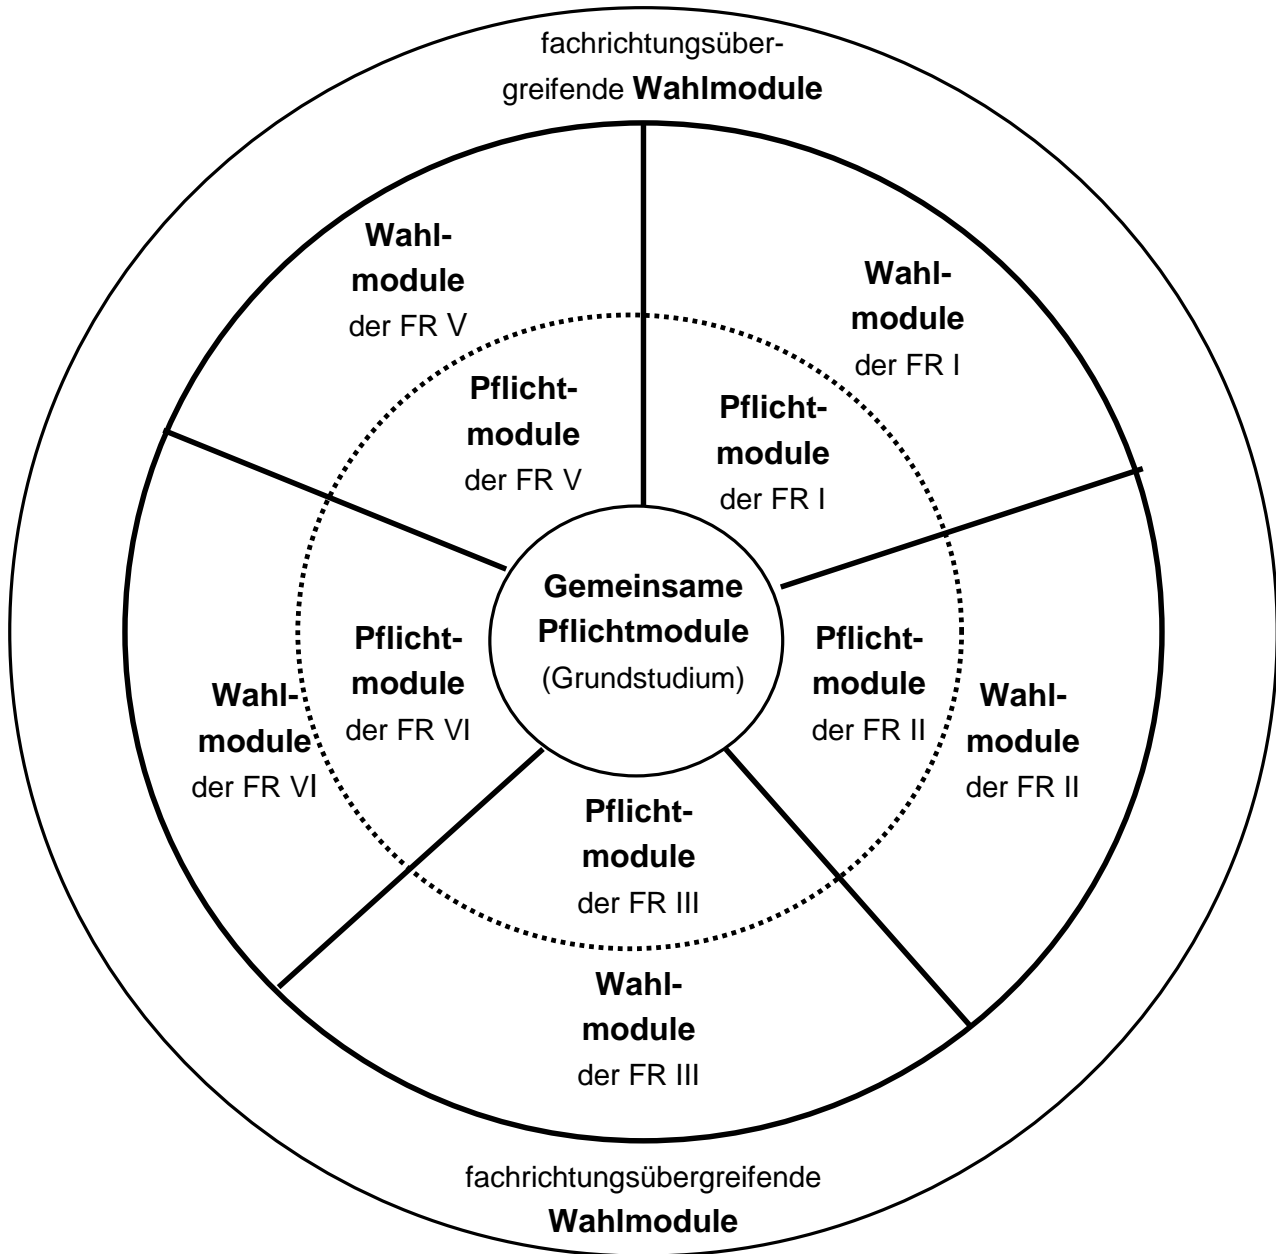 fachrichtungsüber-
greifende Wahlmodule
Wahl-
module
der FR V
Wahl-
module
der FR I
Pflicht-
module
der FR V
Pflicht-
module
der FR I
Gemeinsame
Pflichtmodule
(Grundstudium)
Pflicht-
module
der FR VI
Pflicht-
module
der FR II
Wahl-
module
der FR VI
Wahl-
module
der FR II
Pflicht-
module
der FR III
Wahl-
module
der FR III
fachrichtungsübergreifende
Wahlmodule